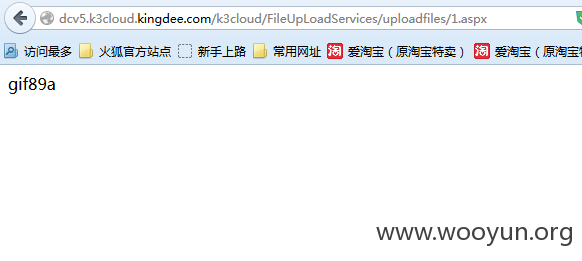 dcv5.k3cloud.kingdee.com/k3cloud/FileUpLoadServices/uploadfiles/1.aspx
访问最多 火狐官方站点 新手上路 常用网址 淘 爱淘宝（原淘宝特卖） 淘 爱淘宝（原淘宝特
gif89a
www.wooyun.org